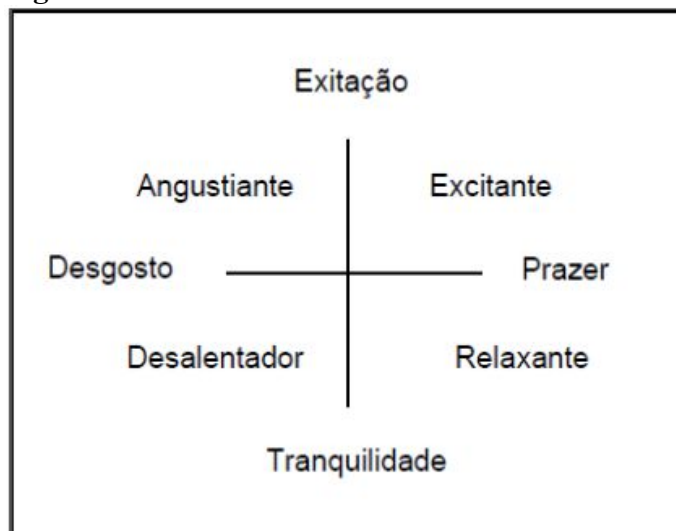 Exitação
Angustiante Excitante
Desgosto Prazer
Desalentador Relaxante
Tranquilidade